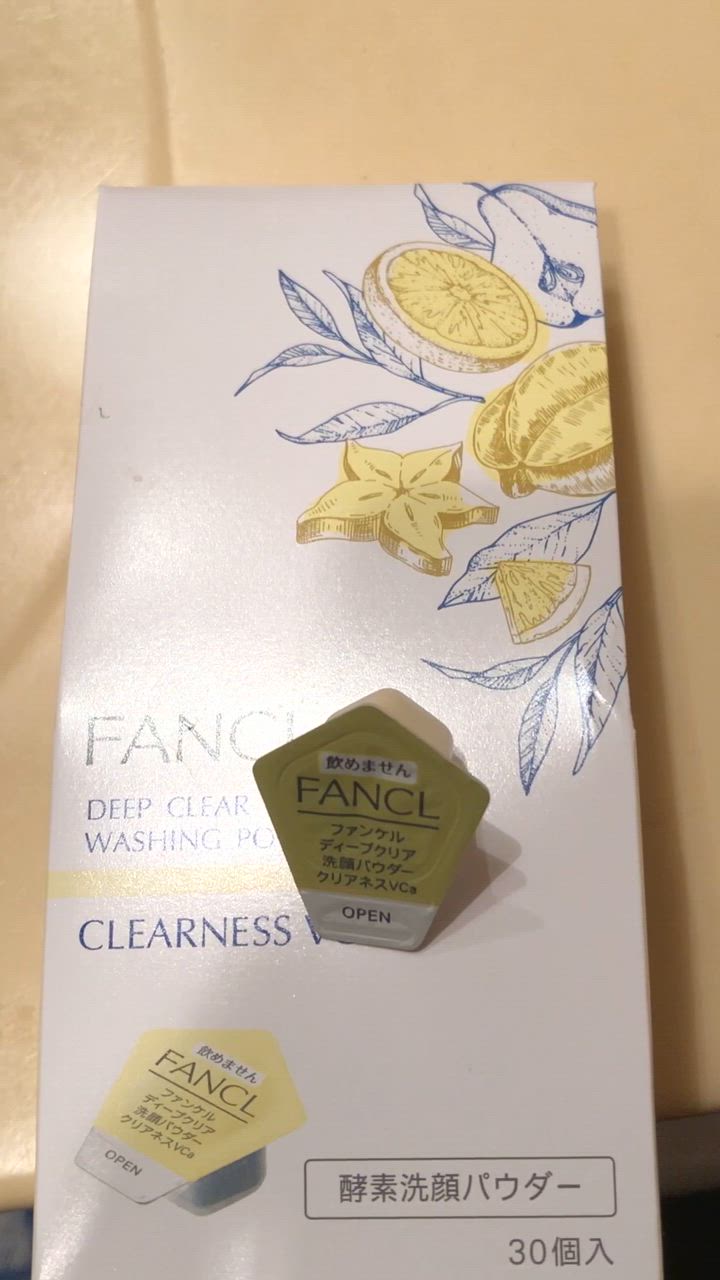 FANCL
DEEP CLEAR
WASHING PO
CLEARNESS
飲めません
FANCL
ファンケル
ディープクリア
洗顔パウダー
クリアネスVCa
OPEN
飲めません
FANCL
ファンケル
ディープクリア
洗顔パウダー
クリアネスVCa
OPEN
酵素洗顔パウダー
30個入